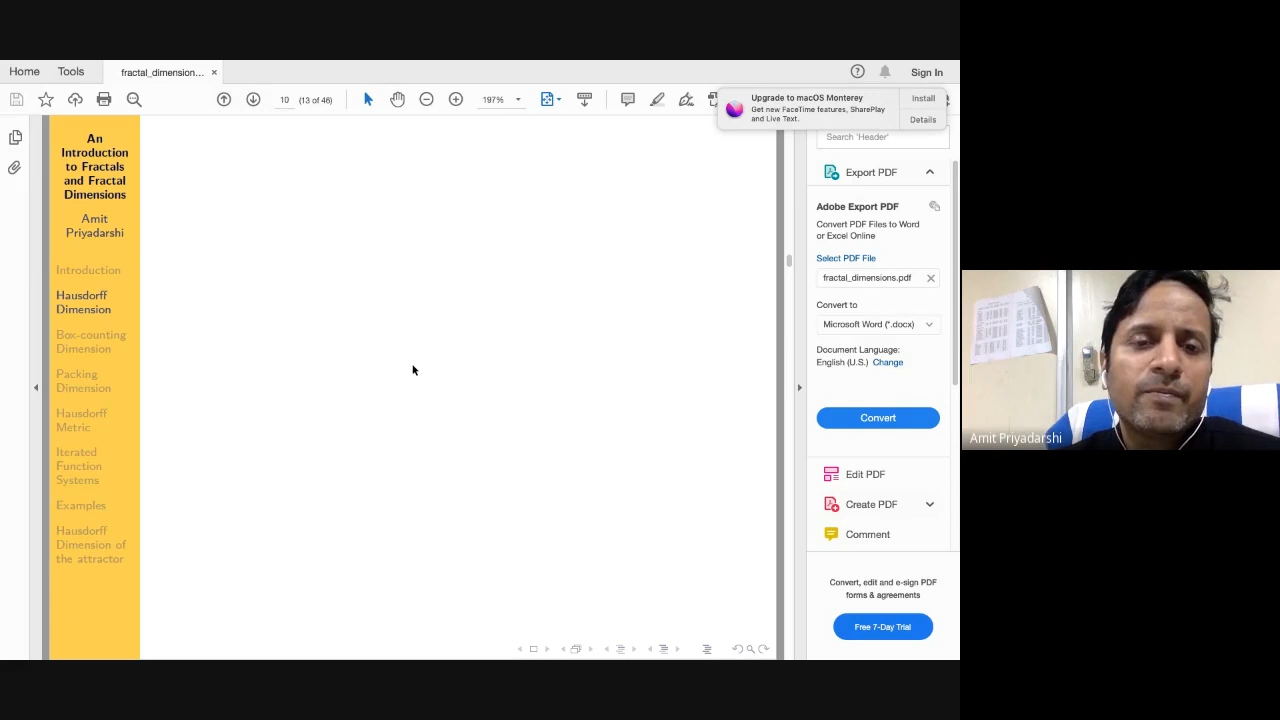 Home
Tools
fractal_dimension...
Sign In
10
(13 of 46)
197%
Upgrade to macOS Monterey
Get new FaceTime features, SharePlay
and Live Text.
Install
Details
An
Introduction
to Fractals
and Fractal
Dimensions
Amit
Priyadarshi
Introduction
Hausdorff
Dimension
Box-counting
Dimension
Packing
Dimension
Hausdorff
Metric
Iterated
Function
Systems
Examples
Hausdorff
Dimension of
the attractor
Search 'Header'
Export PDF
Adobe Export PDF
Convert PDF Files to Word
or Excel Online
Select PDF File
fractal_dimensions.pdf
Convert to
Microsoft Word (*.docx)
Document Language:
English (U.S.) Change
Convert
Edit PDF
Create PDF
Comment
Convert, edit and e-sign PDF
forms & agreements
Free 7-Day Trial
Amit Priyadarshi